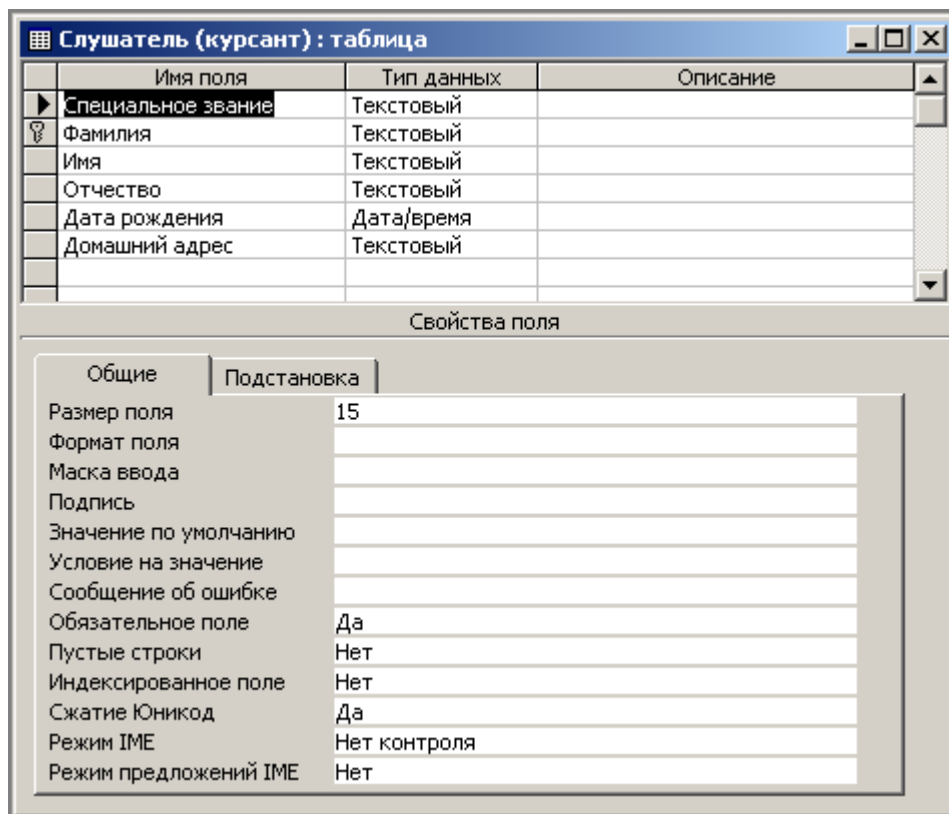 Слушатель (курсант) : таблица
Имя поля Тип данных Описание
Специальное звание Текстовый
Фамилия Текстовый
Имя Текстовый
Отчество Текстовый
Дата рождения Дата/время
Домашний адрес Текстовый
Свойства поля
Общие Подстановка
Размер поля 15
Формат поля
Маска ввода
Подпись
Значение по умолчанию
Условие на значение
Сообщение об ошибке
Обязательное поле Да
Пустые строки Нет
Индексированное поле Нет
Сжатие Юникод Да
Режим IME Нет контроля
Режим предложений IME Нет